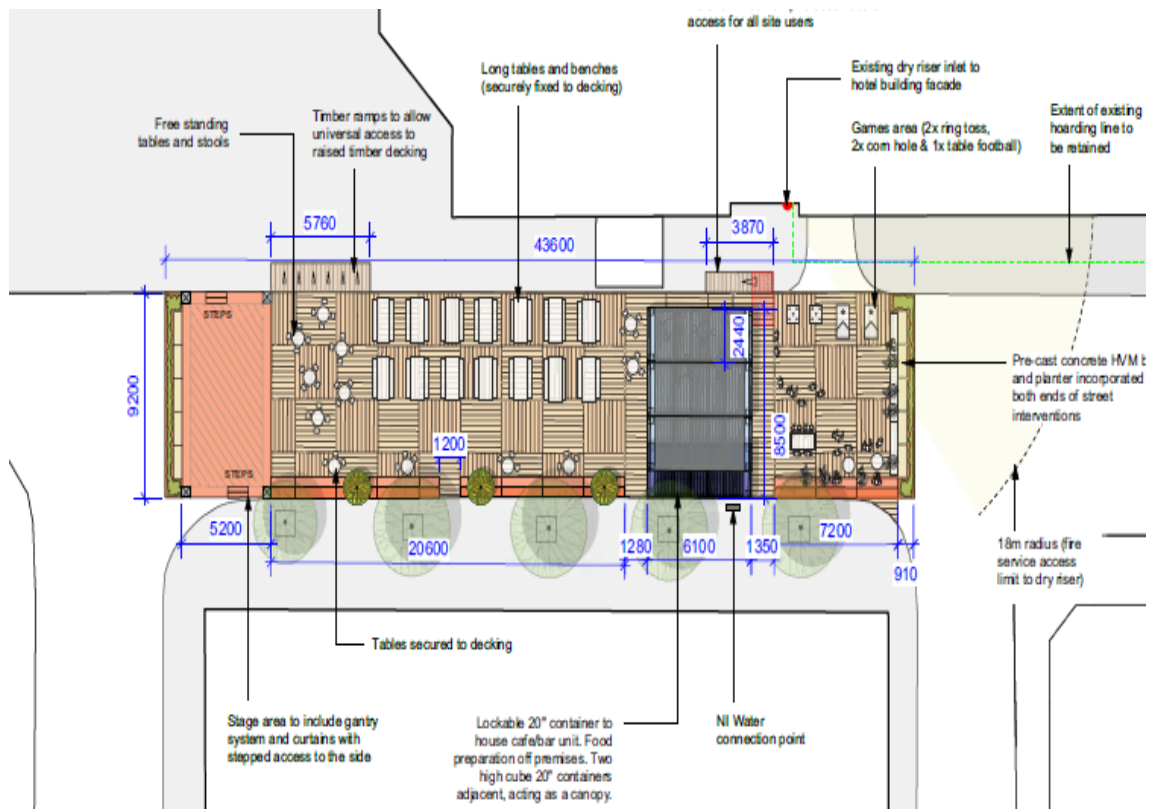 access for all site users
Long tables and benches
(securely fixed to decking)
Existing dry riser inlet to
hotel building facade
Free standing
tables and stools
Timber ramps to allow
universal access to
raised timber decking
Games area (2x ring toss,
2x corn hole & 1x table football)
Extent of existing
hoarding line to
be retained
5760
43600
3870
STEPS
2440
9200
8500
1200
Pre-cast concrete HVM b
and planter incorporated
both ends of street
interventions
STEPS
5200
20600
1280
6100
1350
7200
910
18m radius (fire
service access
limit to dry riser)
Tables secured to decking
Stage area to include gantry
system and curtains with
stepped access to the side
Lockable 20" container to
house cafe/bar unit. Food
preparation off premises. Two
high cube 20" containers
adjacent, acting as a canopy.
NI Water
connection point